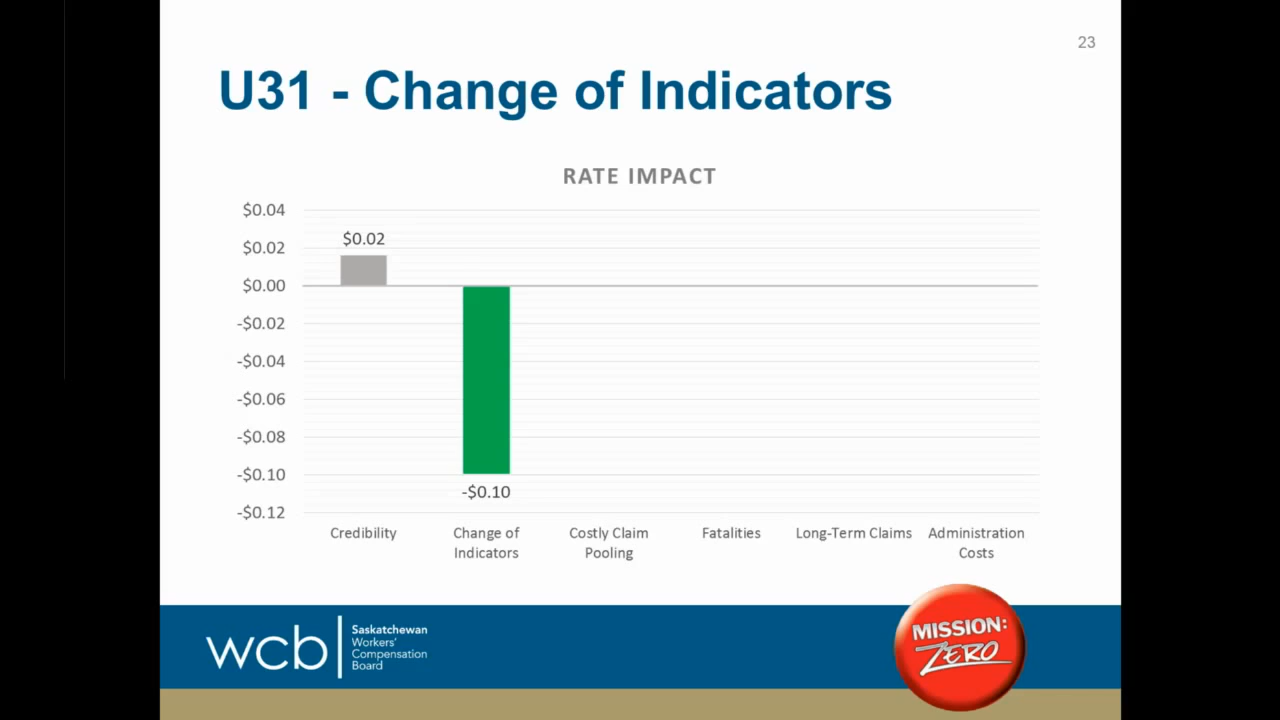 23
U31 - Change of Indicators
RATE IMPACT
$0.04
$0.02
$0.00
-$0.02
-$0.04
-$0.06
-$0.08
-$0.10
-$0.12
$0.02
-$0.10
Credibility
Change of
Indicators
Costly Claim
Pooling
Fatalities
Long-Term Claims
Administration
Costs
wcb
Saskatchewan
Workers'
Compensation
Board
MISSION:
ZERO